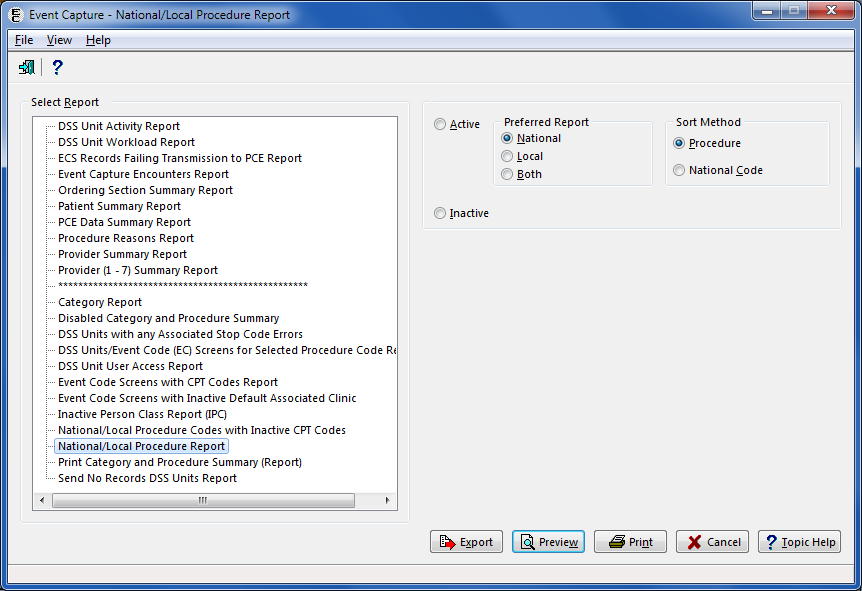 Event Capture - National/Local Procedure Report
File View Help
?
Select Report
DSS Unit Activity Report
DSS Unit Workload Report
ECS Records Failing Transmission to PCE Report
Event Capture Encounters Report
Ordering Section Summary Report
Patient Summary Report
PCE Data Summary Report
Procedure Reasons Report
Provider Summary Report
Provider (1 - 7) Summary Report
**************************************************
Category Report
Disabled Category and Procedure Summary
DSS Units with any Associated Stop Code Errors
DSS Units/Event Code (EC) Screens for Selected Procedure Code Re
DSS Unit User Access Report
Event Code Screens with CPT Codes Report
Event Code Screens with Inactive Default Associated Clinic
Inactive Person Class Report (IPC)
National/Local Procedure Codes with Inactive CPT Codes
National/Local Procedure Report
Print Category and Procedure Summary (Report)
Send No Records DSS Units Report
Active
Preferred Report
National
Local
Both
Sort Method
Procedure
National Code
Inactive
Export Preview Print Cancel ? Topic Help